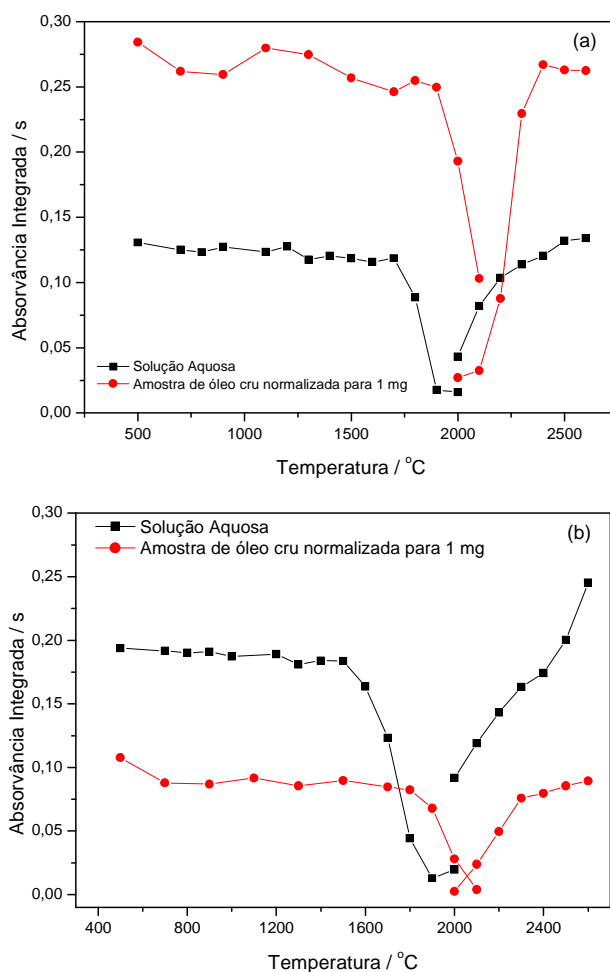 (a)
0,30
0,25
0,20
0,15
0,10
0,05
0,00
Absorvância Integrada / s
Solução Aquosa
Amostra de óleo cru normalizada para 1 mg
500 1000 1500 2000 2500
Temperatura / °C
(b)
0,30
0,25
0,20
0,15
0,10
0,05
0,00
Absorvância Integrada / s
Solução Aquosa
Amostra de óleo cru normalizada para 1 mg
400 800 1200 1600 2000 2400
Temperatura / °C